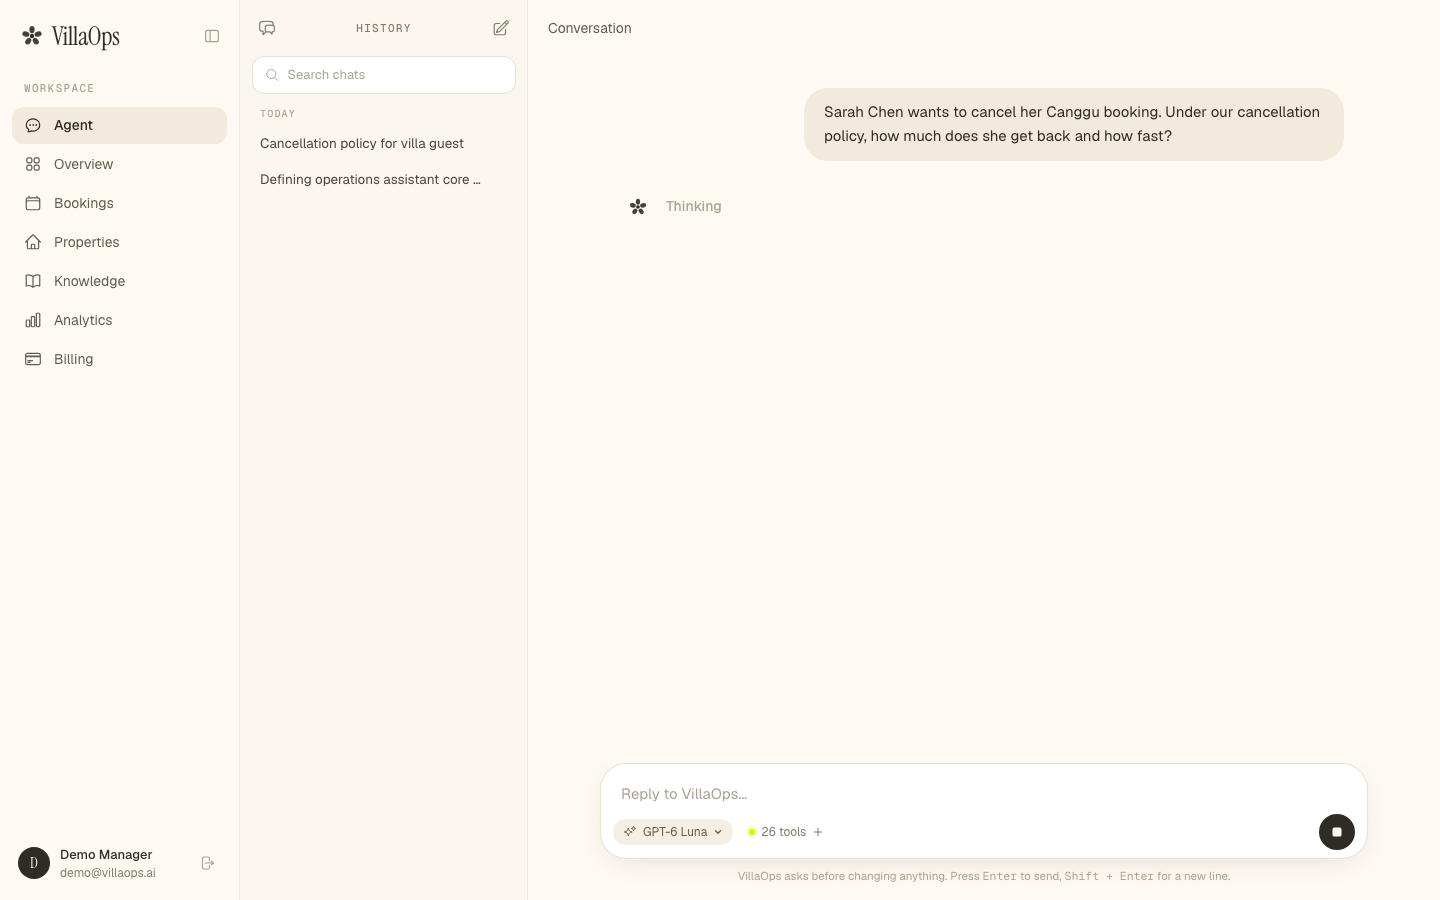 VillaOps
WORKSPACE
Agent
Overview
Bookings
Properties
Knowledge
Analytics
Billing
D
Demo Manager
demo@villaops.ai
HISTORY
Search chats
TODAY
Cancellation policy for villa guest
Defining operations assistant core ...
Conversation
Sarah Chen wants to cancel her Canggu booking. Under our cancellation
policy, how much does she get back and how fast?
Thinking
Reply to VillaOps...
GPT-6 Luna
26 tools
VillaOps asks before changing anything. Press Enter to send, Shift + Enter for a new line.